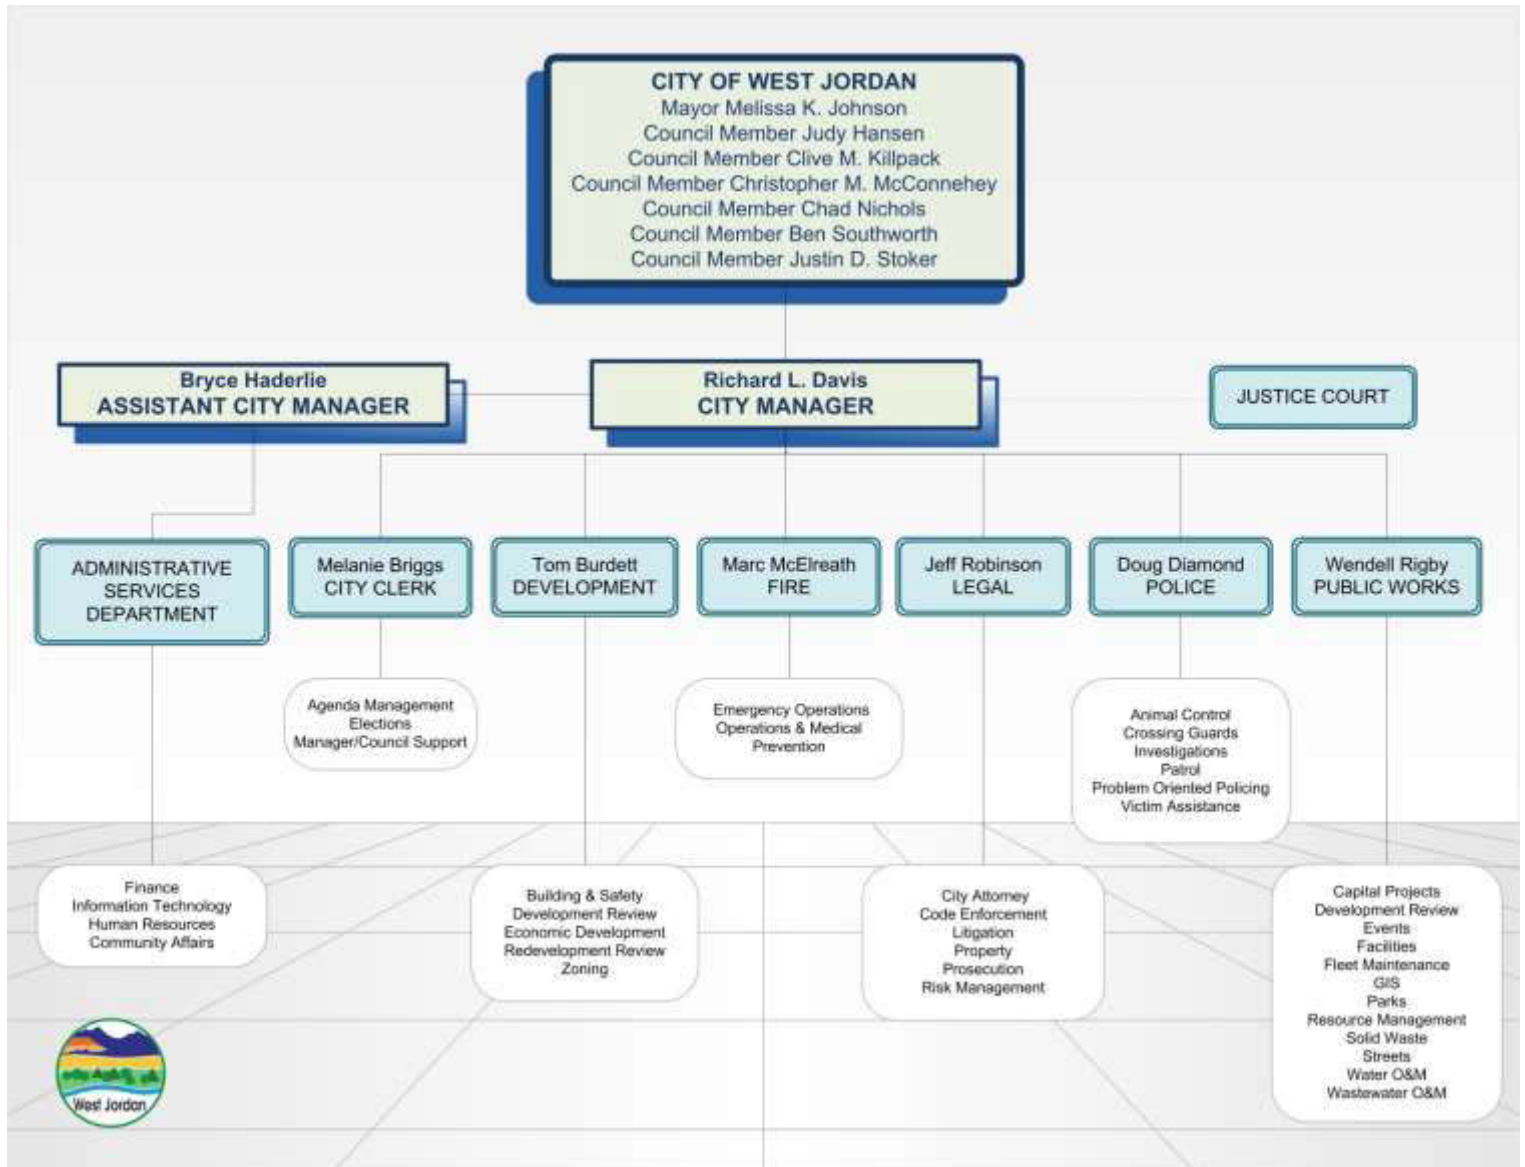 CITY OF WEST JORDAN
Mayor Melissa K. Johnson
Council Member Judy Hansen
Council Member Clive M. Killpack
Council Member Christopher M. McConnehey
Council Member Chad Nichols
Council Member Ben Southworth
Council Member Justin D. Stoker
Bryce Haderlie
ASSISTANT CITY MANAGER
Richard L. Davis
CITY MANAGER
JUSTICE COURT
ADMINISTRATIVE
SERVICES
DEPARTMENT
Melanie Briggs
CITY CLERK
Tom Burdett
DEVELOPMENT
Marc McElreath
FIRE
Jeff Robinson
LEGAL
Doug Diamond
POLICE
Wendell Rigby
PUBLIC WORKS
Agenda Management
Elections
Manager/Council Support
Emergency Operations
Operations & Medical
Prevention
Animal Control
Crossing Guards
Investigations
Patrol
Problem Oriented Policing
Victim Assistance
Finance
Information Technology
Human Resources
Community Affairs
Building & Safety
Development Review
Economic Development
Redevelopment Review
Zoning
City Attorney
Code Enforcement
Litigation
Property
Prosecution
Risk Management
Capital Projects
Development Review
Events
Facilities
Fleet Maintenance
GIS
Parks
Resource Management
Solid Waste
Streets
Water O&M
Wastewater O&M
West Jordan